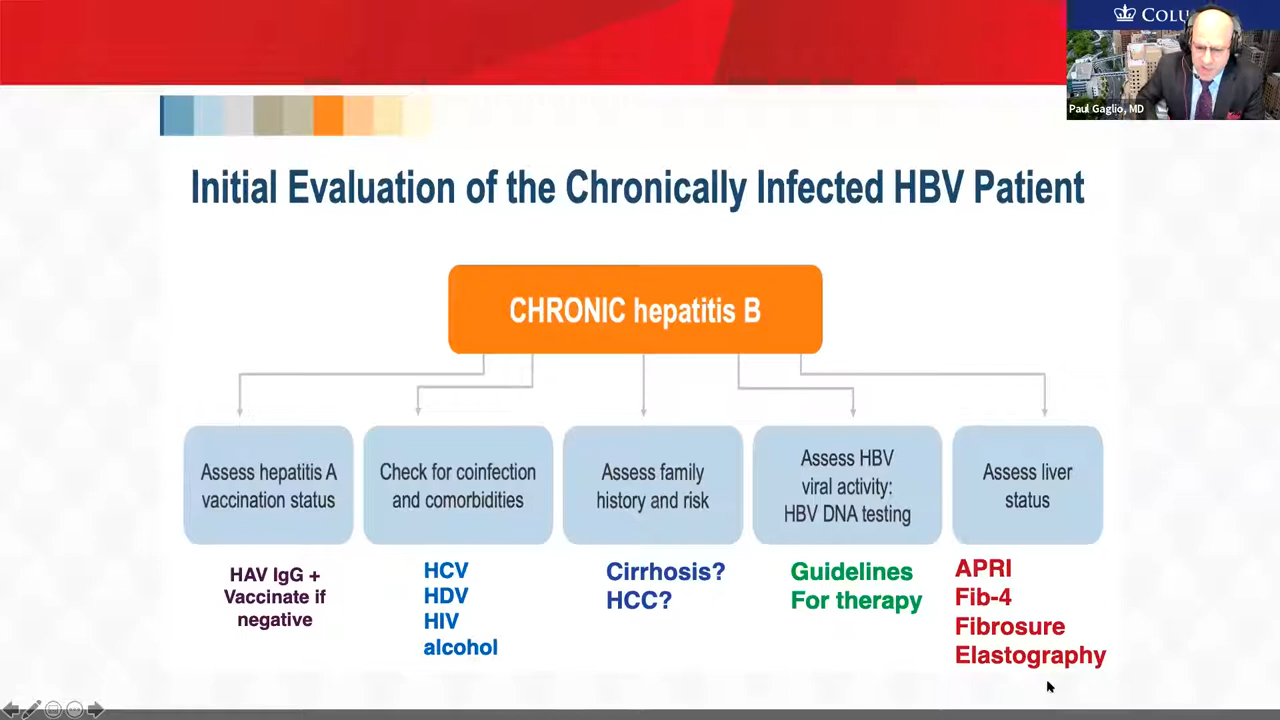 COLU
Paul Gaglio, MD
Initial Evaluation of the Chronically Infected HBV Patient
CHRONIC hepatitis B
Assess hepatitis A
vaccination status
Check for coinfection
and comorbidities
Assess family
history and risk
Assess HBV
viral activity:
HBV DNA testing
Assess liver
status
HAV IgG +
Vaccinate if
negative
HCV
HDV
HIV
alcohol
Cirrhosis?
HCC?
Guidelines
For therapy
APRI
Fib-4
Fibrosure
Elastography